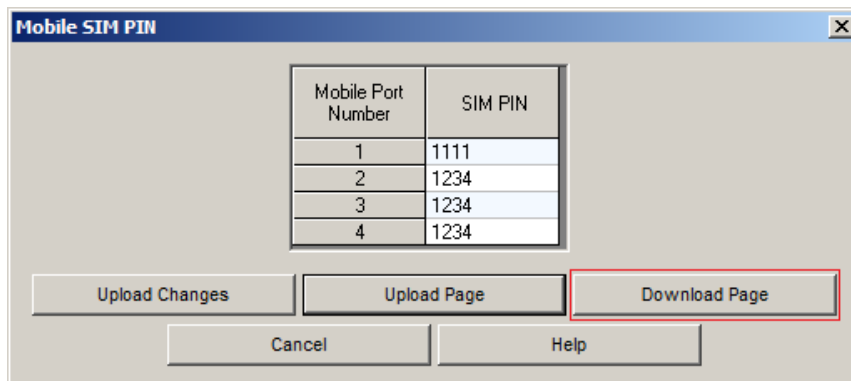 Mobile SIM PIN
Mobile Port
Number
SIM PIN
1 1111
2 1234
3 1234
4 1234
Upload Changes Upload Page Download Page
Cancel Help